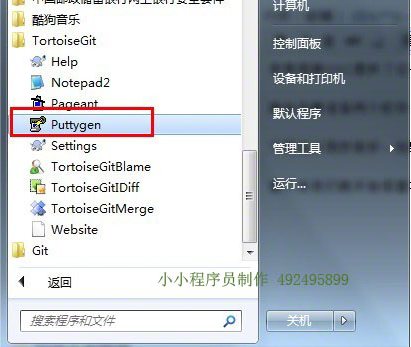 酷狗音乐
TortoiseGit
Help
Notepad2
Pageant
Puttygen
Settings
TortoiseGitBlame
TortoiseGitIDiff
TortoiseGitMerge
Website
Git
返回
搜索程序和文件
计算机
控制面板
设备和打印机
默认程序
管理工具
运行...
小小程序员制作 492495899
关机